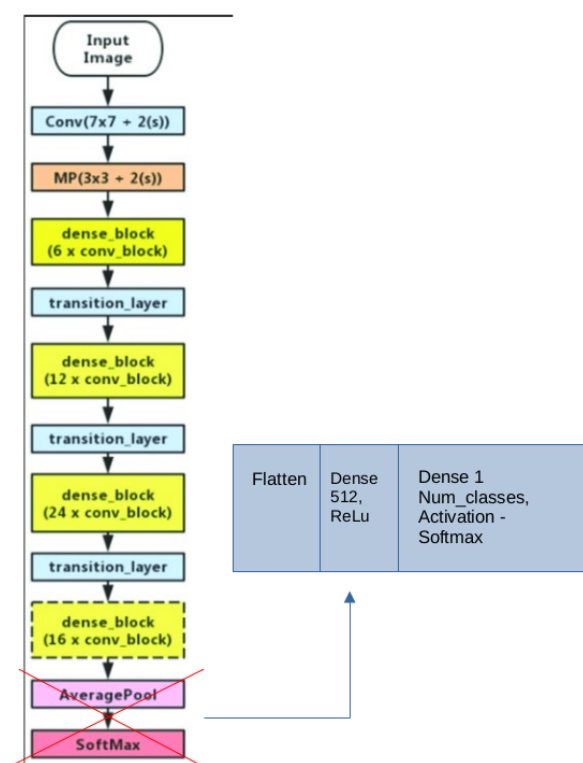 Input
Image
Conv(7x7 + 2(s))
MP(3x3 + 2(s))
dense_block
(6 x conv_block)
transition_layer
dense_block
(12 x conv_block)
transition_layer
dense_block
(24 x conv_block)
transition_layer
dense_block
(16 x conv_block)
AveragePool
SoftMax
Flatten
Dense
512,
ReLu
Dense 1
Num_classes,
Activation -
Softmax